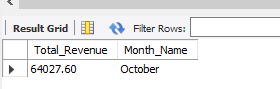 Result Grid Filter Rows:
Total_Revenue Month_Name
64027.60 October